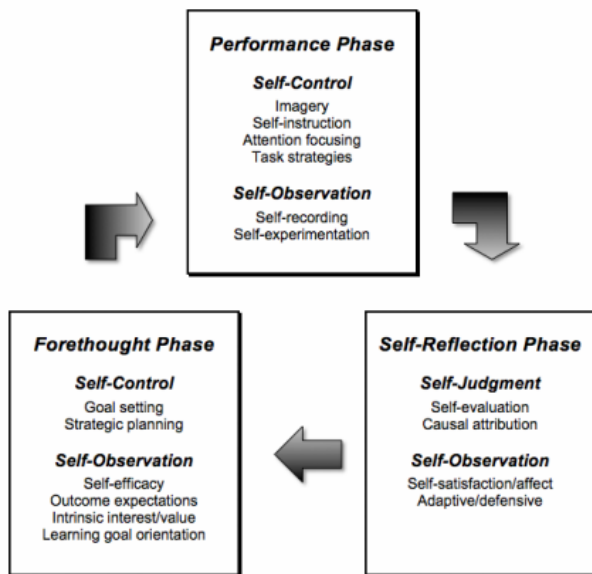 Performance Phase
Self-Control
Imagery
Self-instruction
Attention focusing
Task strategies
Self-Observation
Self-recording
Self-experimentation
Forethought Phase
Self-Control
Goal setting
Strategic planning
Self-Observation
Self-efficacy
Outcome expectations
Intrinsic interest/value
Learning goal orientation
Self-Reflection Phase
Self-Judgment
Self-evaluation
Causal attribution
Self-Observation
Self-satisfaction/affect
Adaptive/defensive